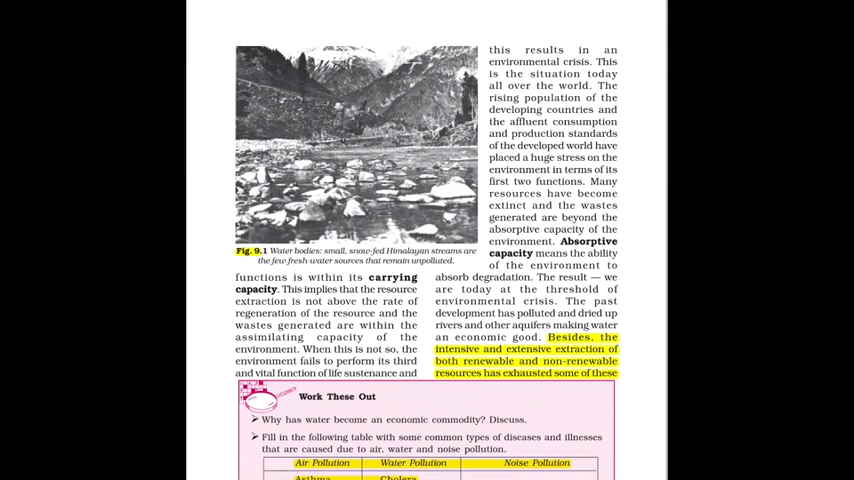 this results in an
environmental crisis. This
is the situation today
all over the world. The
rising population of the
developing countries and
the affluent consumption
and production standards
of the developed world have
placed a huge stress on the
environment in terms of its
first two functions. Many
resources have become
extinct and the wastes
generated are beyond the
absorptive capacity of the
environment. Absorptive
capacity means the ability
of the environment to
Fig. 9.1 Water bodies: small, snow-fed Himalayan streams are
the few fresh-water sources that remain unpolluted.
functions is within its carrying
capacity. This implies that the resource
extraction is not above the rate of
regeneration of the resource and the
wastes generated are within the
assimilating capacity of the
environment. When this is not so, the
environment fails to perform its third
and vital function of life sustenance and
absorb degradation. The result — we
are today at the threshold of
environmental crisis. The past
development has polluted and dried up
rivers and other aquifers making water
an economic good. Besides, the
intensive and extensive extraction of
both renewable and non-renewable
resources has exhausted some of these
Work These Out
➢ Why has water become an economic commodity? Discuss.
➢ Fill in the following table with some common types of diseases and illnesses
that are caused due to air, water and noise pollution.
Air Pollution Water Pollution Noise Pollution
Asthma Cholera